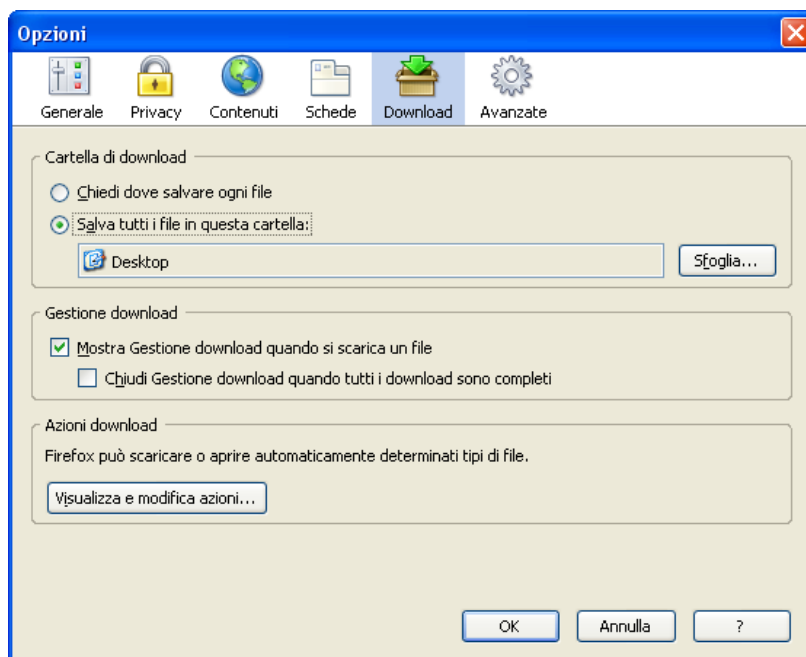 Opzioni
Generale Privacy Contenuti Schede Download Avanzate
Cartella di download
Chiedi dove salvare ogni file
Salva tutti i file in questa cartella:
Desktop Sfoglia...
Gestione download
Mostra Gestione download quando si scarica un file
Chiudi Gestione download quando tutti i download sono completi
Azioni download
Firefox può scaricare o aprire automaticamente determinati tipi di file.
Visualizza e modifica azioni...
OK Annulla ?